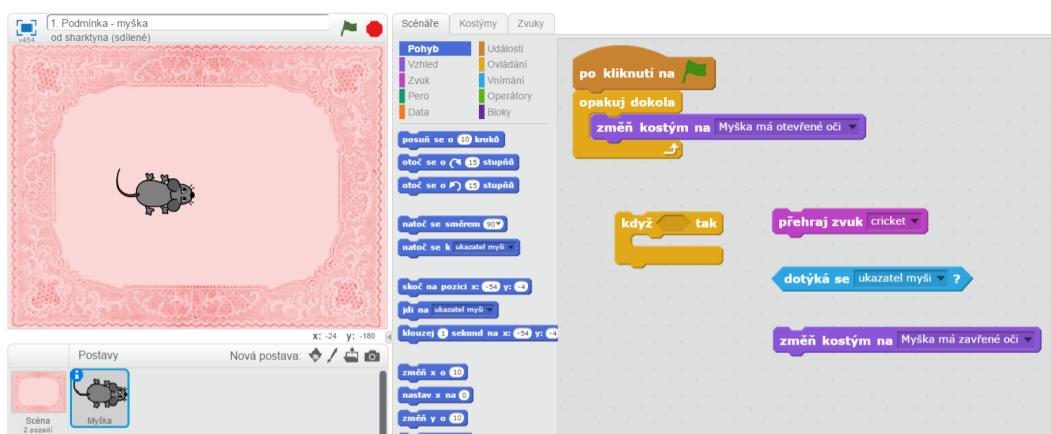 1. Podmínka - myška
v454
od sharktyna (sdílené)
x: -24 y: -180
Postavy
Nová postava:
Scéna
2 pozadí
Myška
Scénáře
Kostýmy
Zvuky
Pohyb
Události
Vzhled
Ovládání
Zvuk
Vnímání
Pero
Operátory
Data
Bloky
posuň se o 10 kroků
otoč se o 15 stupňů
otoč se o 15 stupňů
natoč se směrem 90
natoč se k ukazatel myši
skoč na pozici x: -54 y: -4
jdi na ukazatel myši
klouzej 1 sekund na x: -54 y: -4
změň x o 10
nastav x na 0
změň y o 10
po kliknutí na
opakuj dokola
změň kostým na Myška má otevřené oči
když tak
přehraj zvuk cricket
dotýká se ukazatel myši ?
změň kostým na Myška má zavřené oči